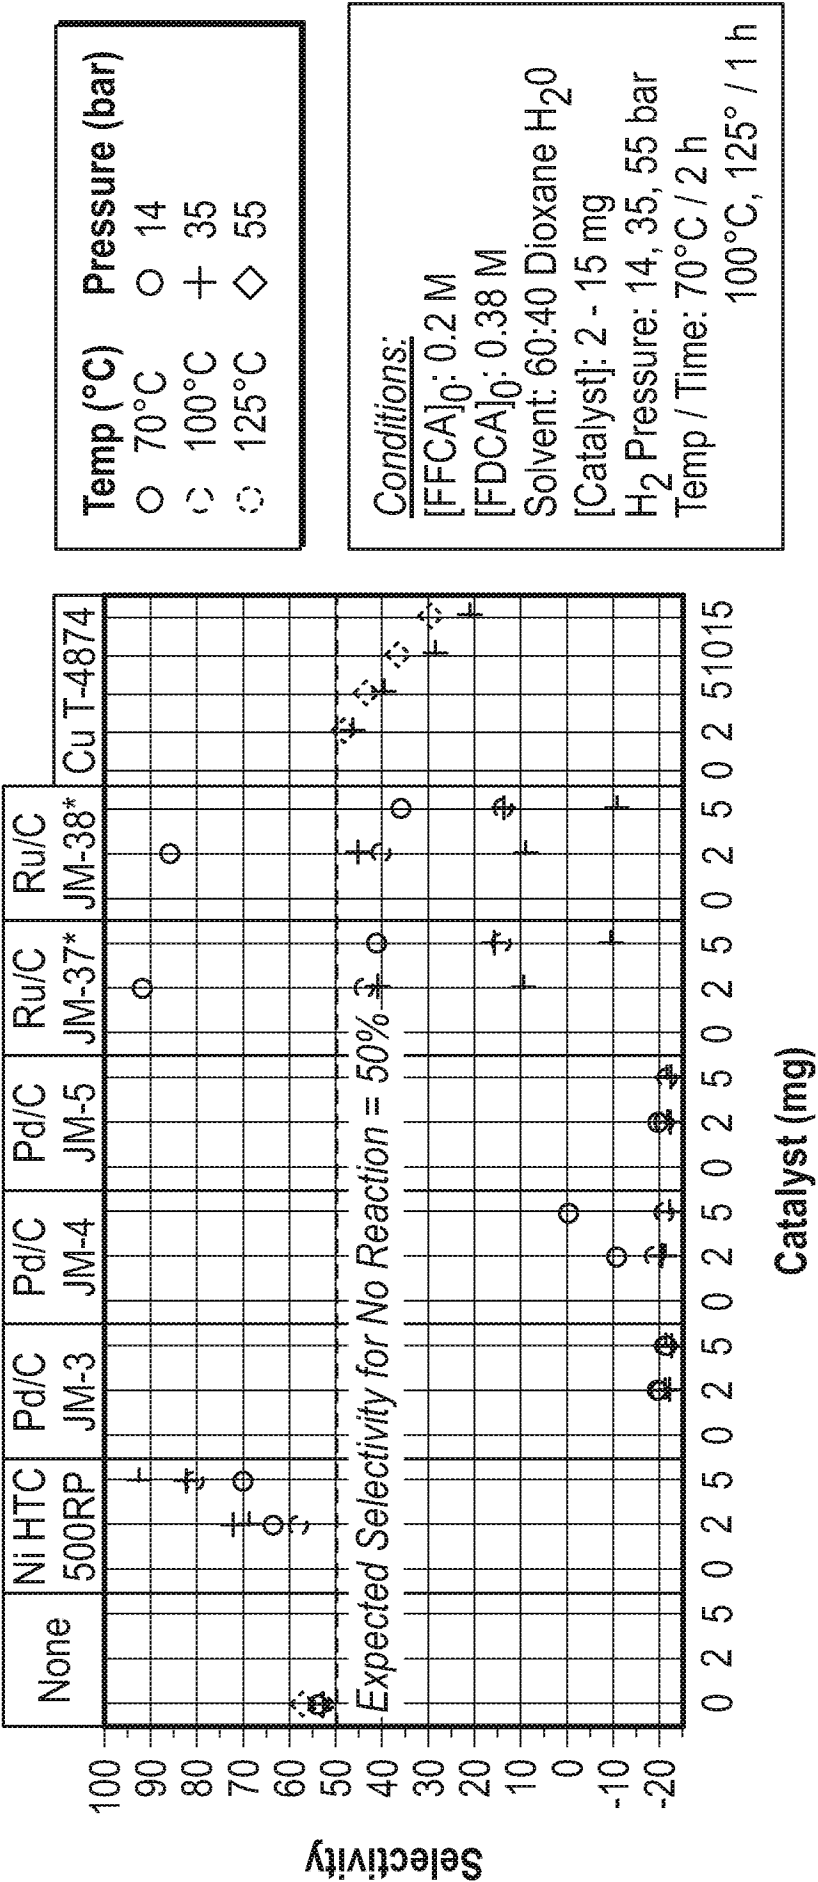 None
Ni HTC
500RP
Pd/C
JM-3
Pd/C
JM-4
Pd/C
JM-5
Ru/C
JM-37*
Ru/C
JM-38*
Cu T-4874
Selectivity
100
90
80
70
60
50
40
30
20
10
0
-10
-20
Expected Selectivity for No Reaction = 50%
0 2 5 0 2 5 0 2 5 0 2 5 0 2 5 0 2 5 0 2 5 0 2 51015
Catalyst (mg)
Temp (°C) Pressure (bar)
70°C 14
100°C 35
125°C 55
Conditions:
[FFCA]0: 0.2 M
[FDCA]0: 0.38 M
Solvent: 60:40 Dioxane H20
[Catalyst]: 2 - 15 mg
H2 Pressure: 14, 35, 55 bar
Temp / Time: 70°C / 2 h
100°C, 125° / 1 h